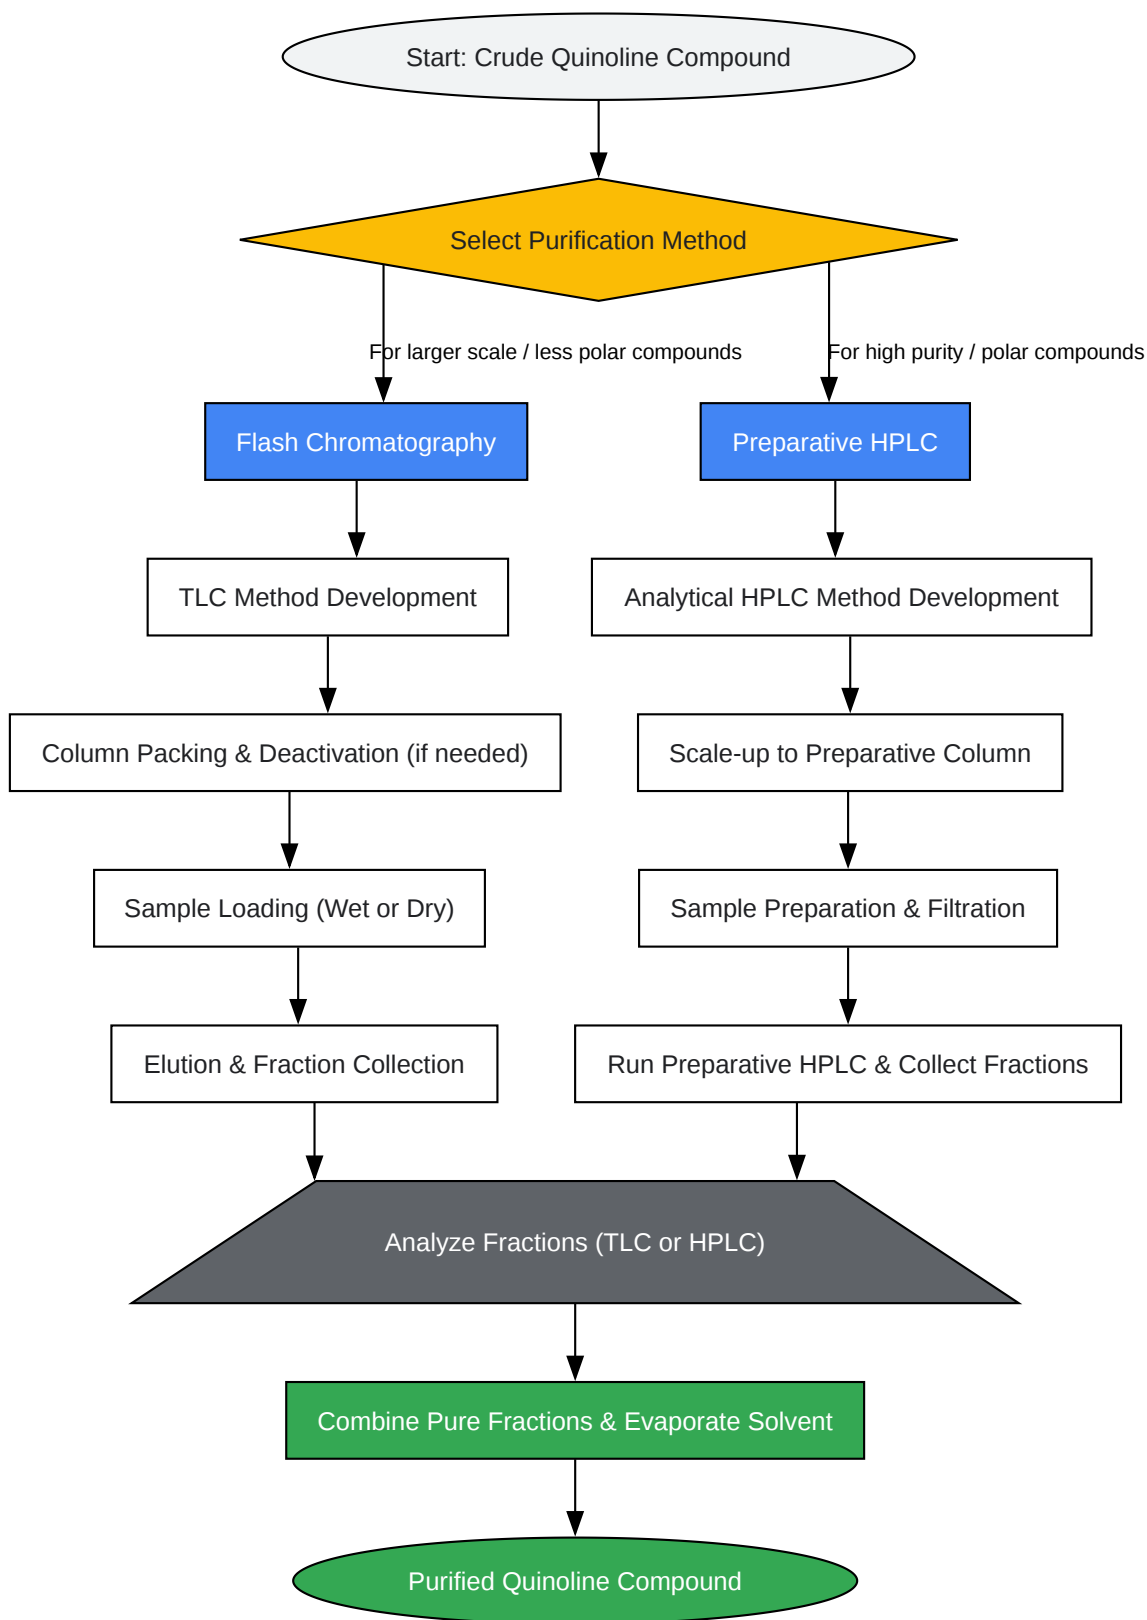 Start: Crude Quinoline Compound
Select Purification Method
For larger scale / less polar compounds
For high purity / polar compounds
Flash Chromatography
Preparative HPLC
TLC Method Development
Analytical HPLC Method Development
Column Packing & Deactivation (if needed)
Scale-up to Preparative Column
Sample Loading (Wet or Dry)
Sample Preparation & Filtration
Elution & Fraction Collection
Run Preparative HPLC & Collect Fractions
Analyze Fractions (TLC or HPLC)
Combine Pure Fractions & Evaporate Solvent
Purified Quinoline Compound